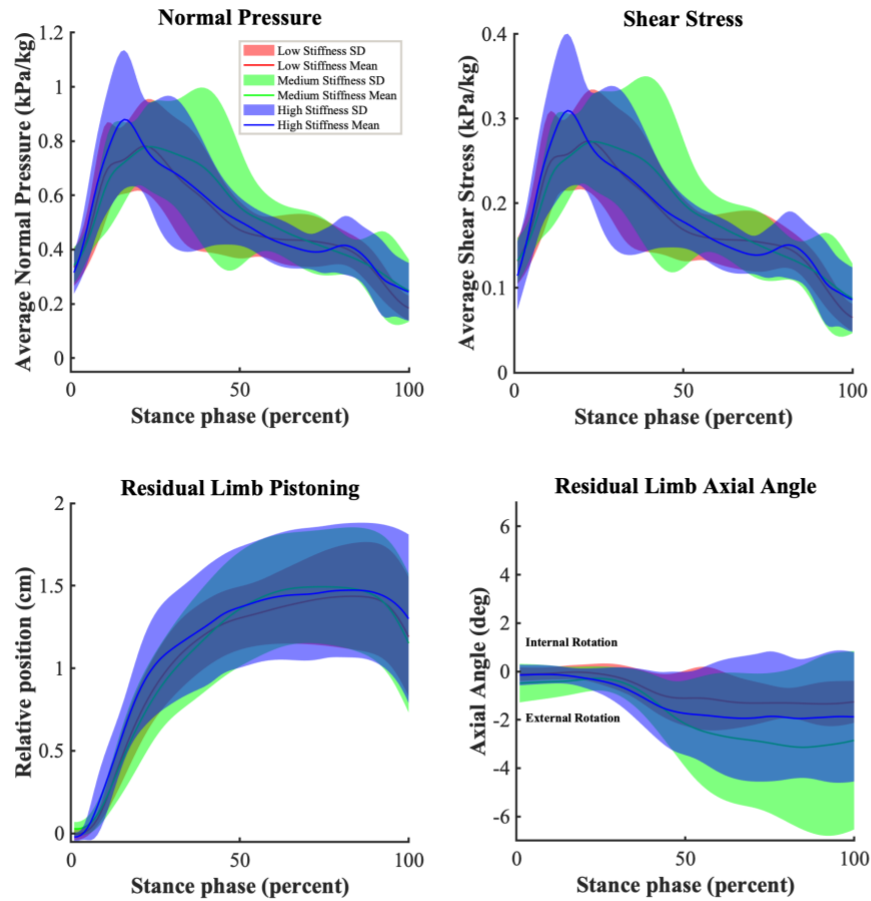 Normal Pressure
Average Normal Pressure (kPa/kg)
1.2
1
0.8
0.6
0.4
0.2
0
Low Stiffness SD
Low Stiffness Mean
Medium Stiffness SD
Medium Stiffness Mean
High Stiffness SD
High Stiffness Mean
0
50
100
Stance phase (percent)
Shear Stress
Average Shear Stress (kPa/kg)
0.4
0.3
0.2
0.1
0
0
50
100
Stance phase (percent)
Residual Limb Pistoning
Relative position (cm)
2
1.5
1
0.5
0
0
50
100
Stance phase (percent)
Residual Limb Axial Angle
Axial Angle (deg)
6
4
2
0
-2
-4
-6
Internal Rotation
External Rotation
0
50
100
Stance phase (percent)